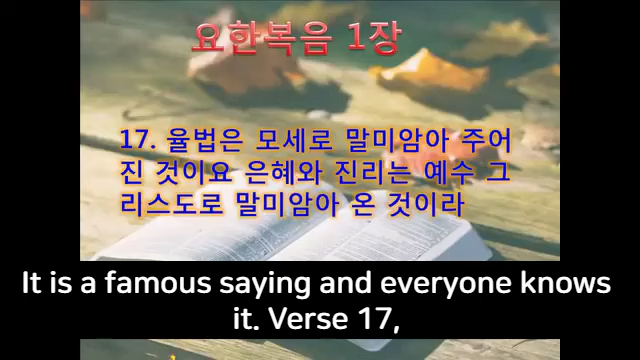 요한복음 1장
17. 율법은 모세로 말미암아 주어
진 것이요 은혜와 진리는 예수 그
리스도로 말미암아 온 것이라
It is a famous saying and everyone knows
it. Verse 17,